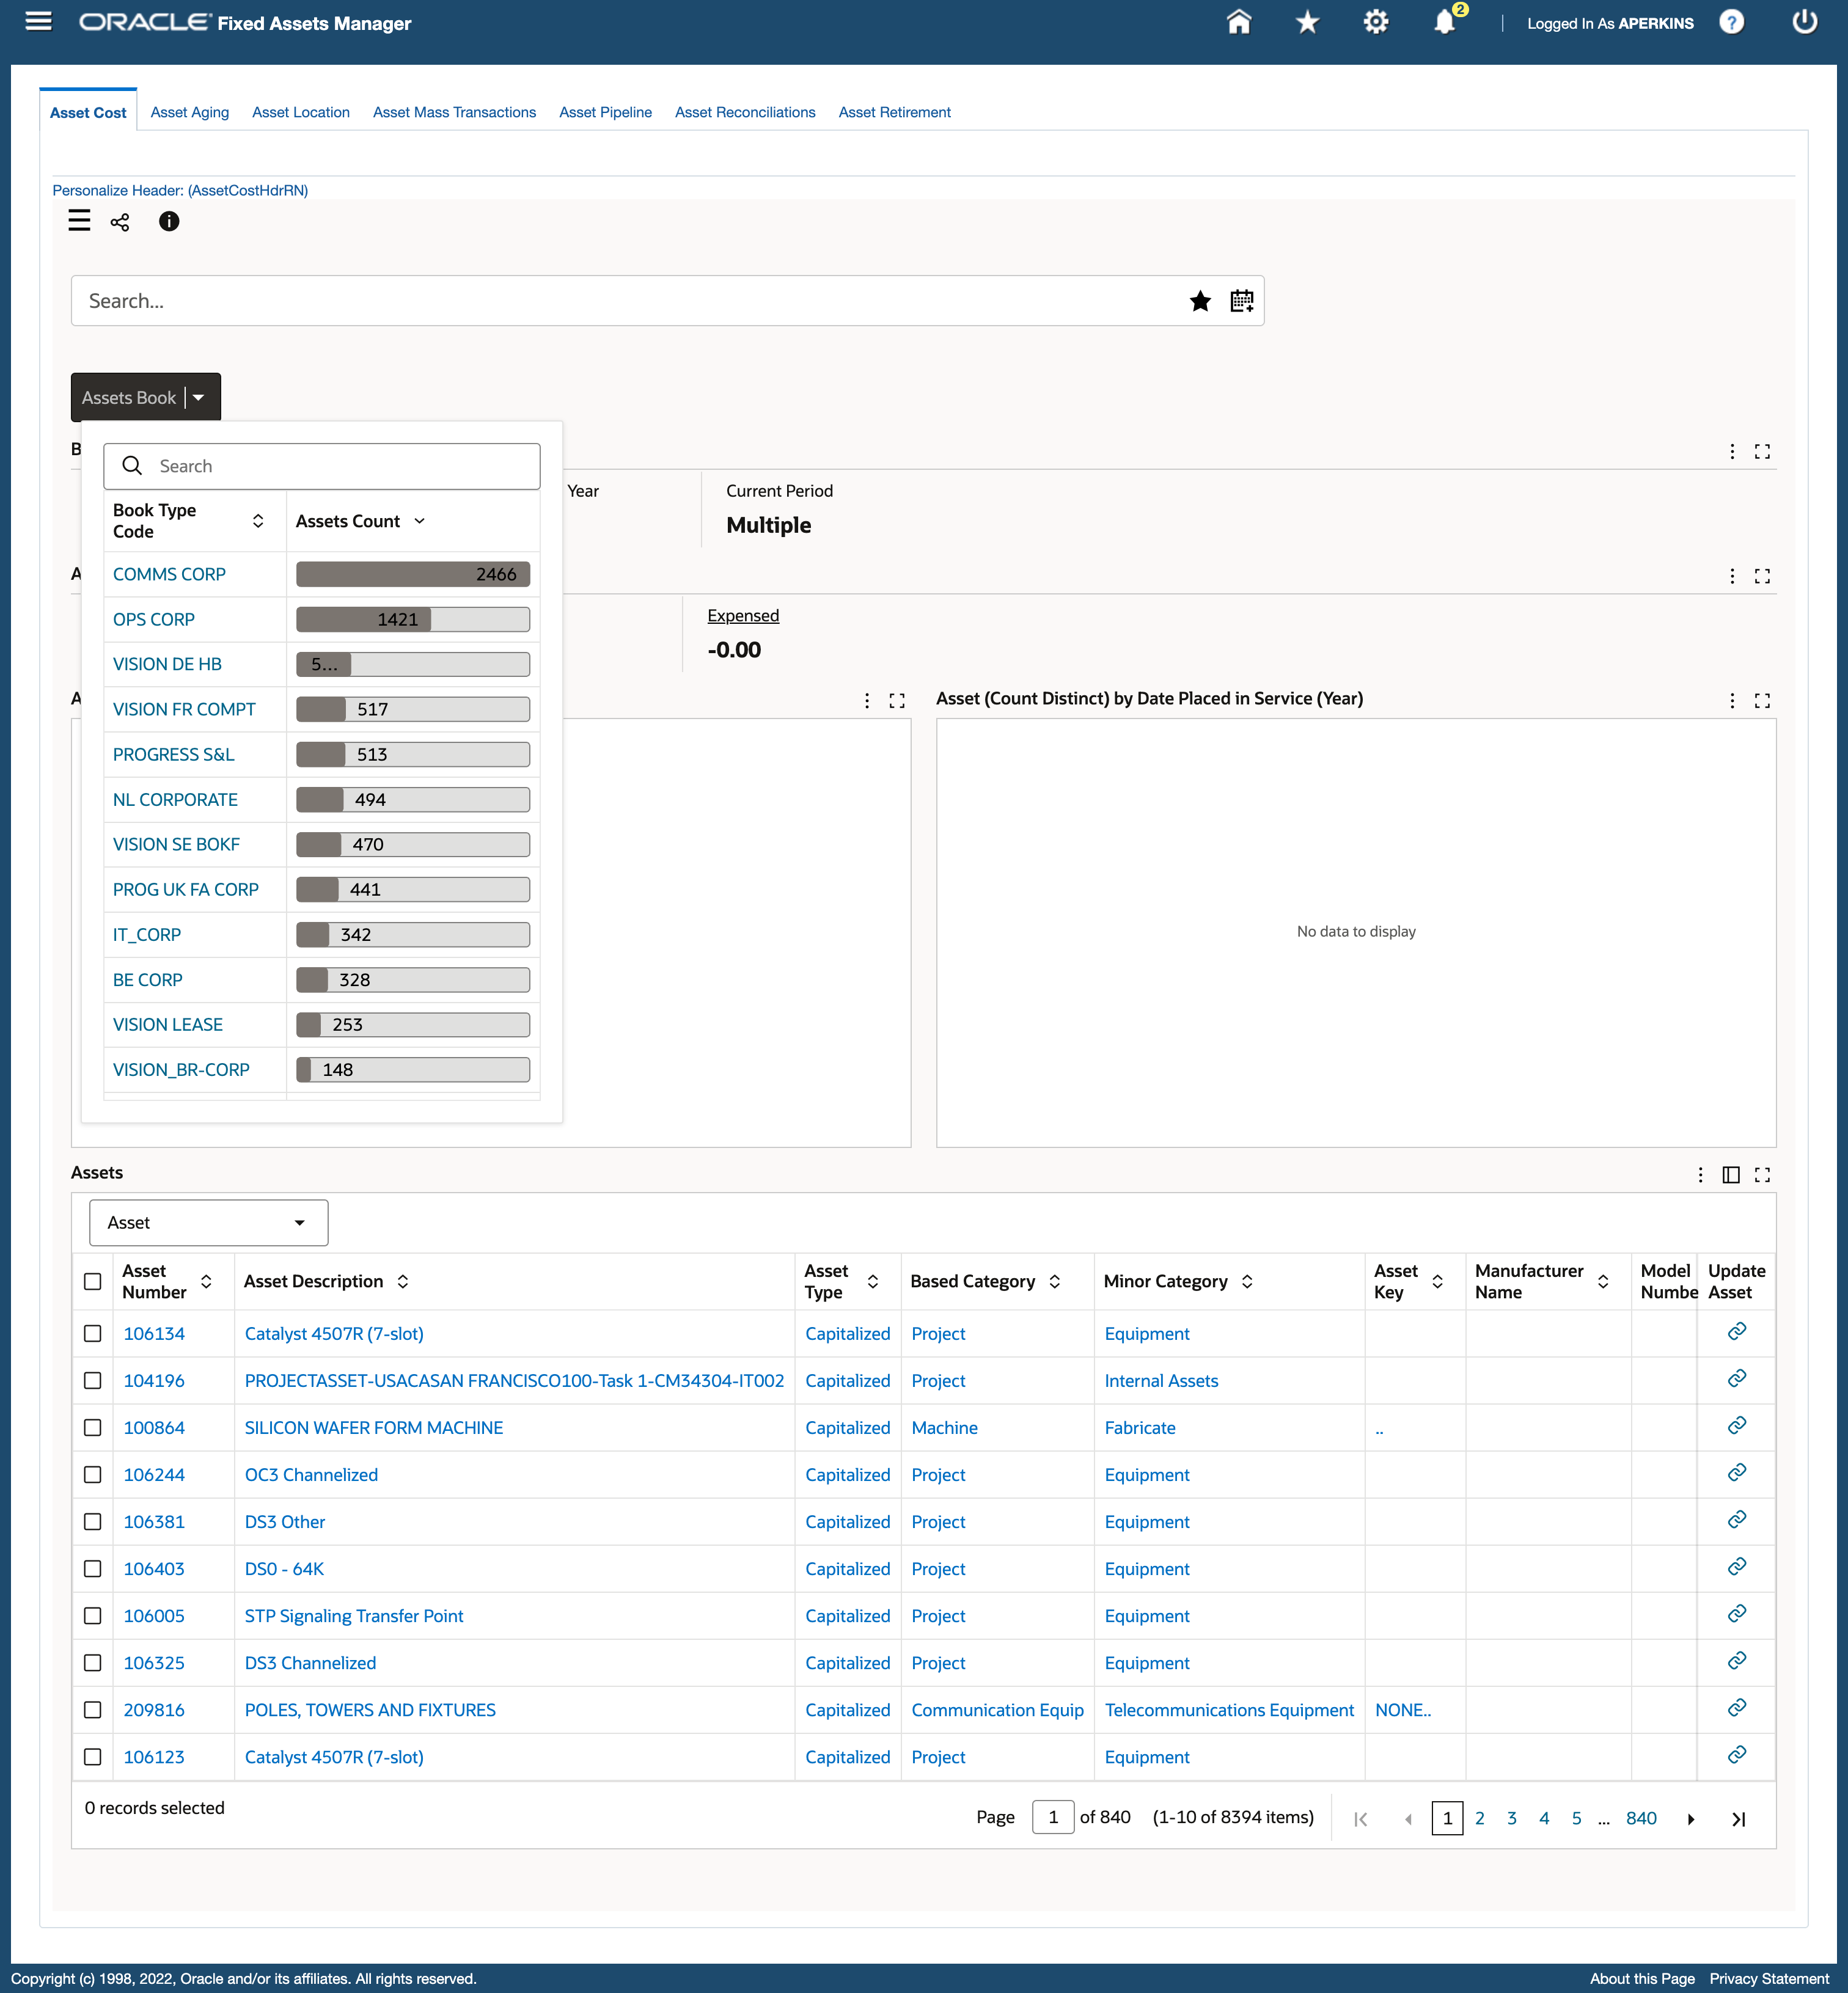 ORACLE® Fixed Assets Manager
2
Logged In As APERKINS
?
Asset Cost
Asset Aging
Asset Location
Asset Mass Transactions
Asset Pipeline
Asset Reconciliations
Asset Retirement
Personalize Header: (AssetCostHdrRN)
Search...
Assets Book
B
Search
Year
Current Period
Multiple
Book Type
Code
Assets Count
COMMS CORP 2466
OPS CORP 1421
VISION DE HB 5...
VISION FR COMPT 517
PROGRESS S&L 513
NL CORPORATE 494
VISION SE BOKF 470
PROG UK FA CORP 441
IT_CORP 342
BE CORP 328
VISION LEASE 253
VISION_BR-CORP 148
A
Expensed
-0.00
A
Asset (Count Distinct) by Date Placed in Service (Year)
No data to display
Assets
Asset
Asset
Number
Asset Description
Asset
Type
Based Category
Minor Category
Asset
Key
Manufacturer
Name
Model
Numbe
Update
Asset
106134 Catalyst 4507R (7-slot) Capitalized Project Equipment
104196 PROJECTASSET-USACASAN FRANCISCO100-Task 1-CM34304-IT002 Capitalized Project Internal Assets
100864 SILICON WAFER FORM MACHINE Capitalized Machine Fabricate ..
106244 OC3 Channelized Capitalized Project Equipment
106381 DS3 Other Capitalized Project Equipment
106403 DS0 - 64K Capitalized Project Equipment
106005 STP Signaling Transfer Point Capitalized Project Equipment
106325 DS3 Channelized Capitalized Project Equipment
209816 POLES, TOWERS AND FIXTURES Capitalized Communication Equip Telecommunications Equipment NONE..
106123 Catalyst 4507R (7-slot) Capitalized Project Equipment
0 records selected
Page 1 of 840 (1-10 of 8394 items) 1 2 3 4 5 ... 840
Copyright (c) 1998, 2022, Oracle and/or its affiliates. All rights reserved.
About this Page Privacy Statement